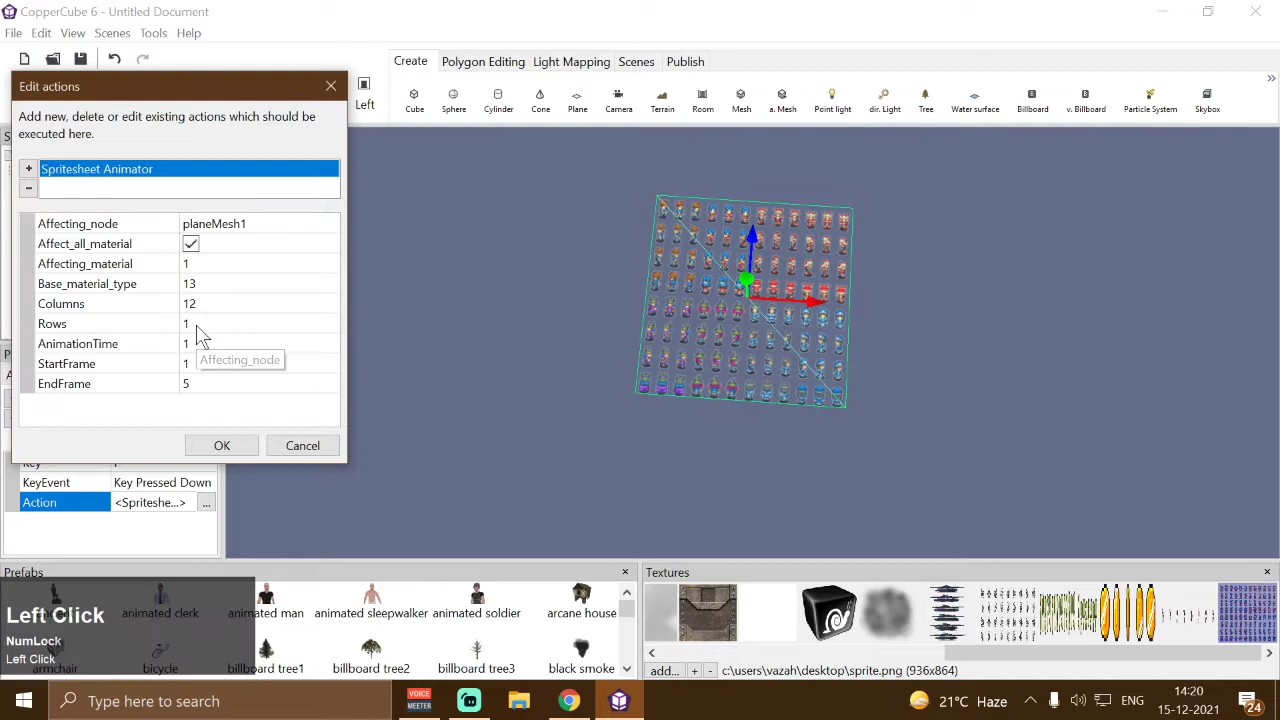 CopperCube 6 - Untitled Document
File Edit View Scenes Tools Help
Create Polygon Editing Light Mapping Scenes Publish
Left
Cube Sphere Cylinder Cone Plane Camera Terrain Room Mesh a. Mesh Point light dir. Light Tree Water surface Billboard v. Billboard Particle System Skybox
Edit actions
Add new, delete or edit existing actions which should be
executed here.
+ Spritesheet Animator
-
Affecting_node planeMesh1
Affect_all_material
Affecting_material 1
Base_material_type 13
Columns 12
Rows 1
AnimationTime 1
Affecting_node
StartFrame 1
EndFrame 5
OK Cancel
KeyEvent Key Pressed Down
Action <Spriteshe...> ...
Prefabs
animated clerk animated man animated sleepwalker animated soldier arcane house
armchair bicycle billboard tree1 billboard tree2 billboard tree3 black smoke
Left Click
NumLock
Left Click
Textures
add... + - c:\users\vazah\desktop\sprite.png (936x864)
Type here to search
VOICE
MEETER
21°C Haze
ENG
14:20
15-12-2021
24